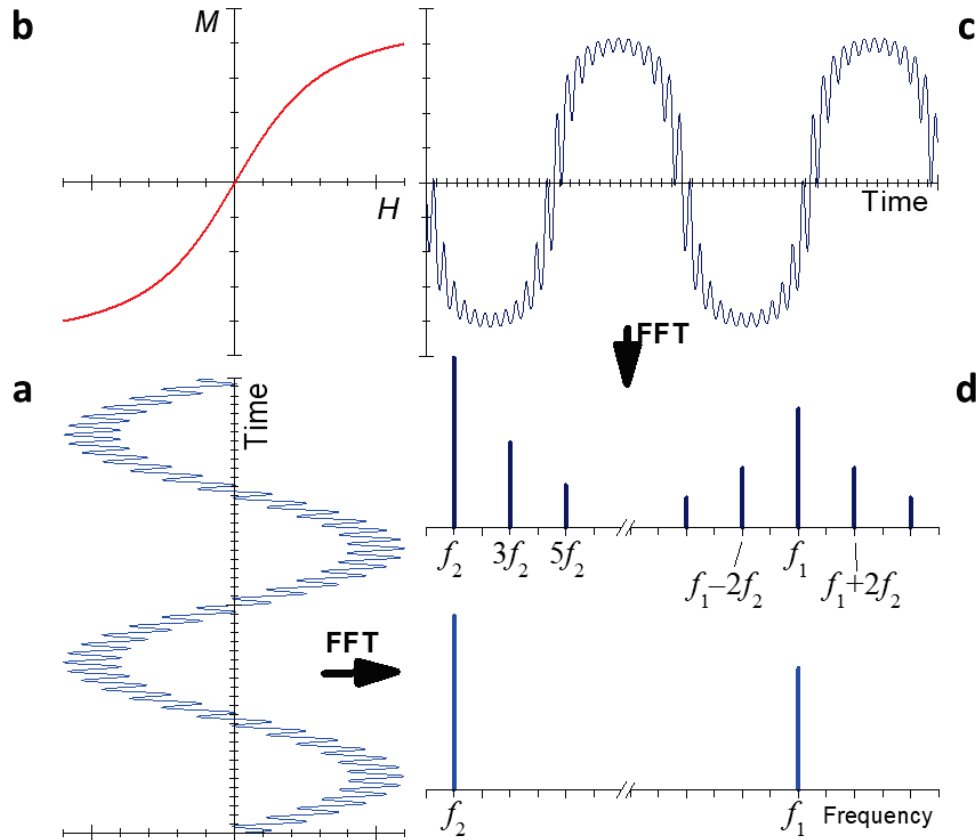 b
M
H
c
Time
FFT
a
Time
d
f₂
3f₂
5f₂
f₁−2f₂
f₁
f₁+2f₂
FFT
f₂
f₁
Frequency